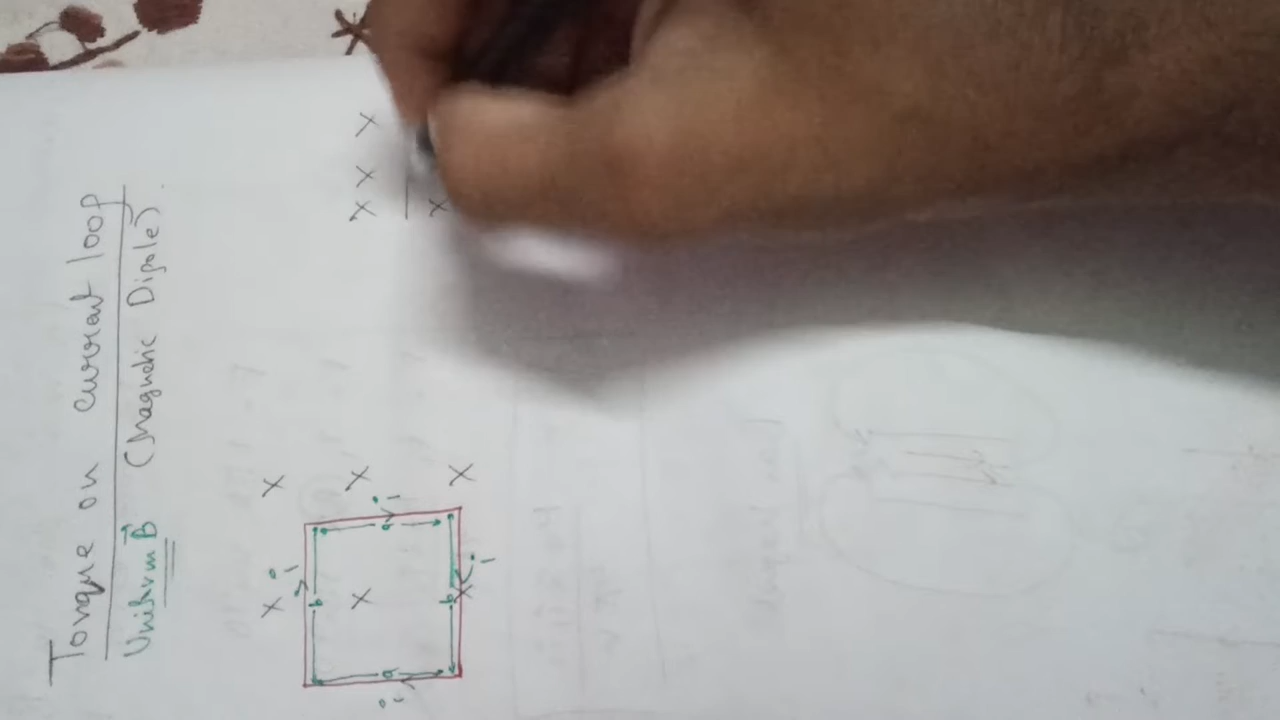 Torque on current loop
(Magnetic Dipole)
Uniform B⃗
x x x
x
x x x
x x x
i
a
i b b i
a
i